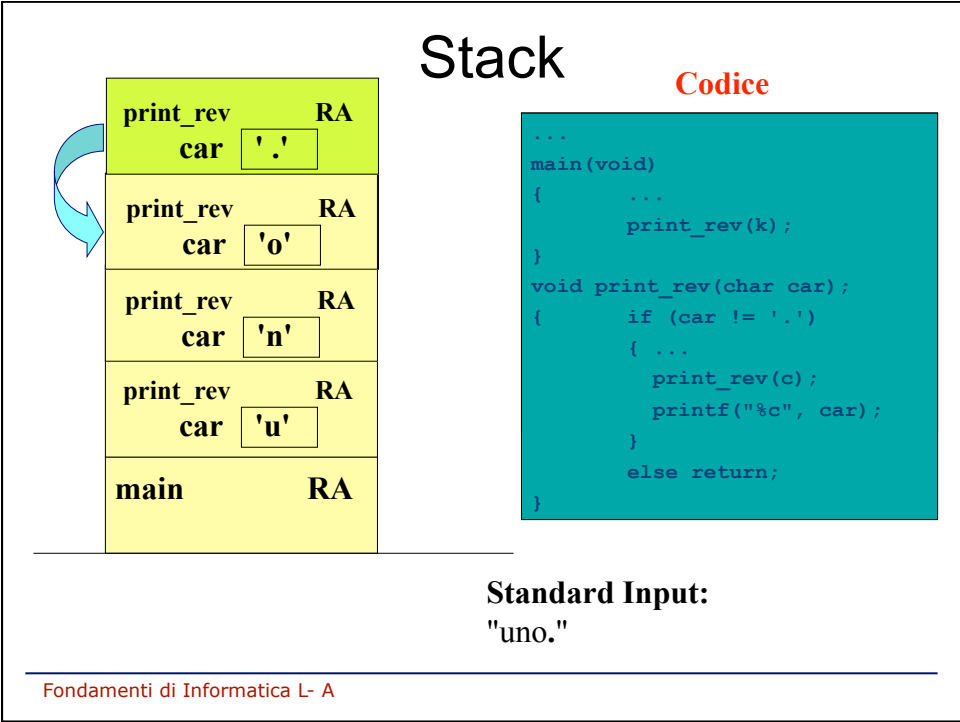 Stack
print_rev RA
car '.'
print_rev RA
car 'o'
print_rev RA
car 'n'
print_rev RA
car 'u'
main RA
Codice
...
main(void)
{ ...
print_rev(k);
}
void print_rev(char car);
{ if (car != '.')
{ ...
print_rev(c);
printf("%c", car);
}
else return;
}
Standard Input:
"uno."
Fondamenti di Informatica L- A